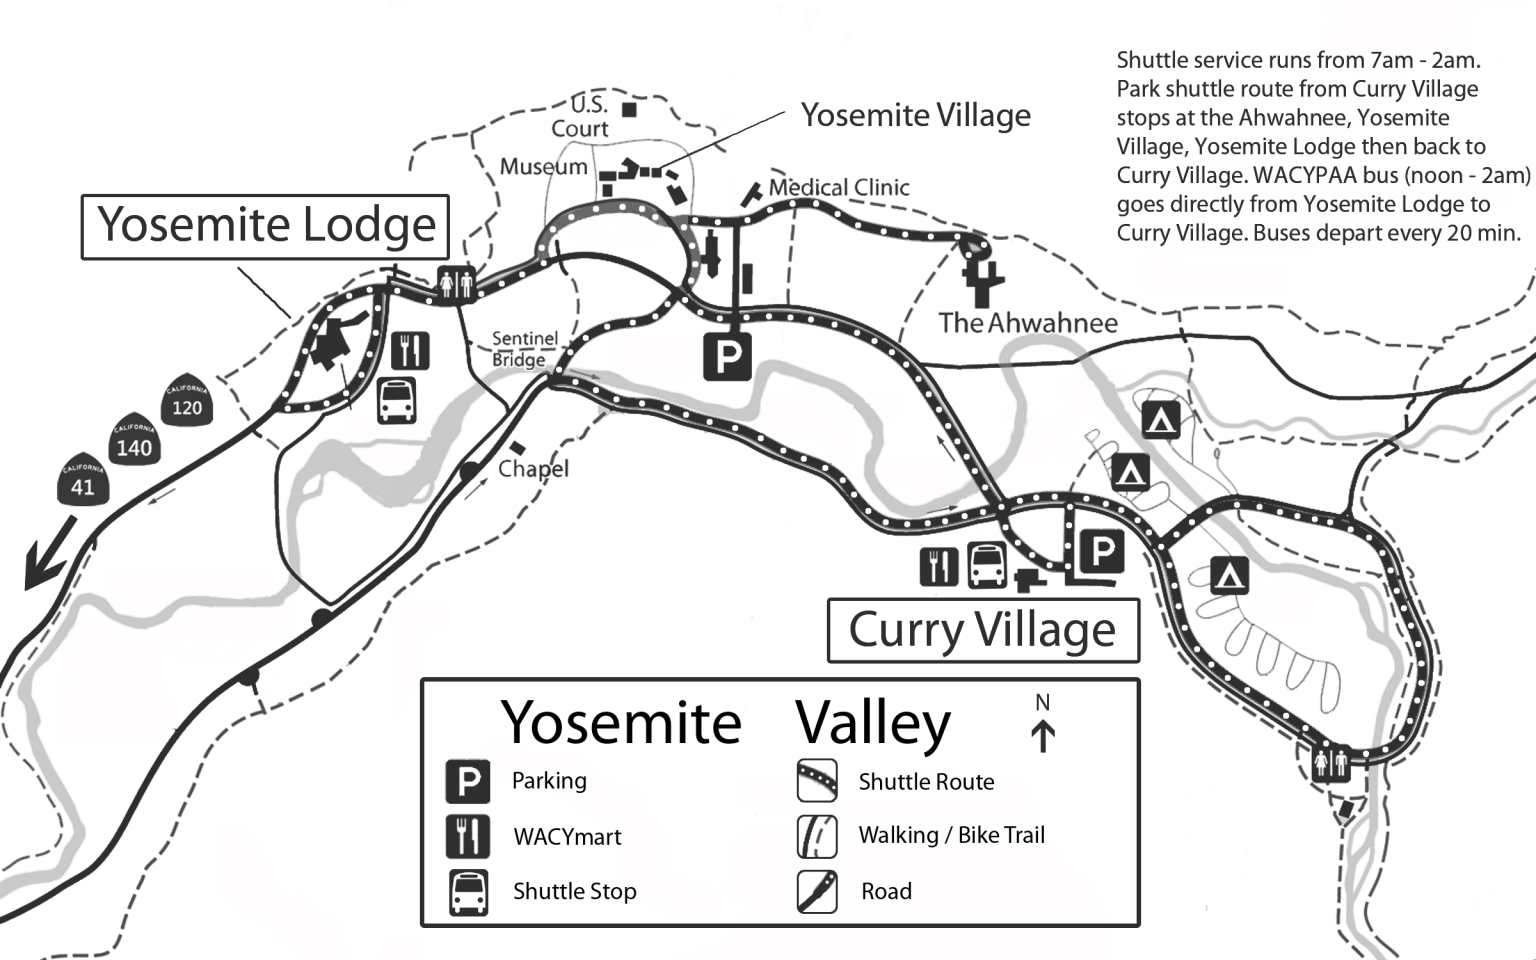 Shuttle service runs from 7am - 2am.
Park shuttle route from Curry Village
stops at the Ahwahnee, Yosemite
Village, Yosemite Lodge then back to
Curry Village. WACYPAA bus (noon - 2am)
goes directly from Yosemite Lodge to
Curry Village. Buses depart every 20 min.
U.S.
Court
Yosemite Village
Museum
Medical Clinic
Yosemite Lodge
The Ahwahnee
Sentinel
Bridge
P
CALIFORNIA
120
CALIFORNIA
140
CALIFORNIA
41
Chapel
P
Curry Village
Yosemite Valley
N
P Parking
Shuttle Route
WACYmart
Walking / Bike Trail
Shuttle Stop
Road